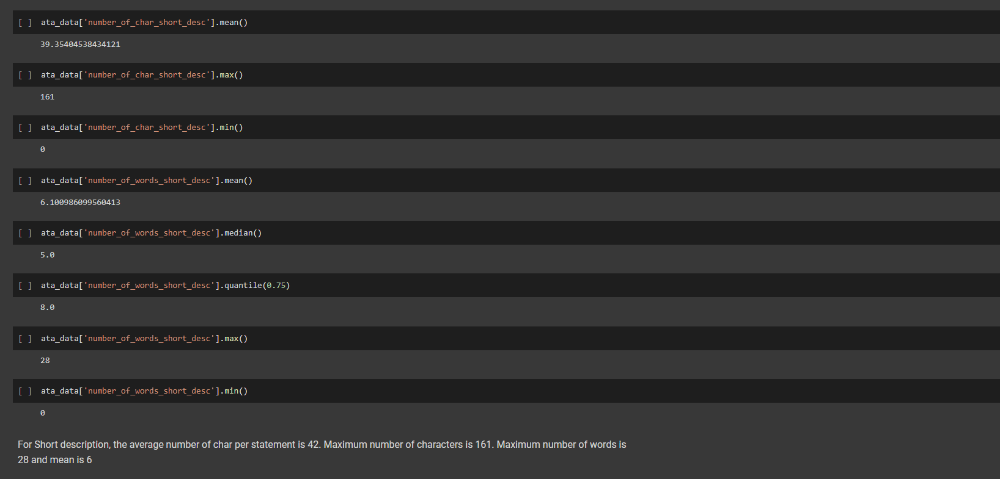 [ ] ata_data['number_of_char_short_desc'].mean()
39.35404538434121
[ ] ata_data['number_of_char_short_desc'].max()
161
[ ] ata_data['number_of_char_short_desc'].min()
0
[ ] ata_data['number_of_words_short_desc'].mean()
6.100986099560413
[ ] ata_data['number_of_words_short_desc'].median()
5.0
[ ] ata_data['number_of_words_short_desc'].quantile(0.75)
8.0
[ ] ata_data['number_of_words_short_desc'].max()
28
[ ] ata_data['number_of_words_short_desc'].min()
0
For Short description, the average number of char per statement is 42. Maximum number of characters is 161. Maximum number of words is
28 and mean is 6